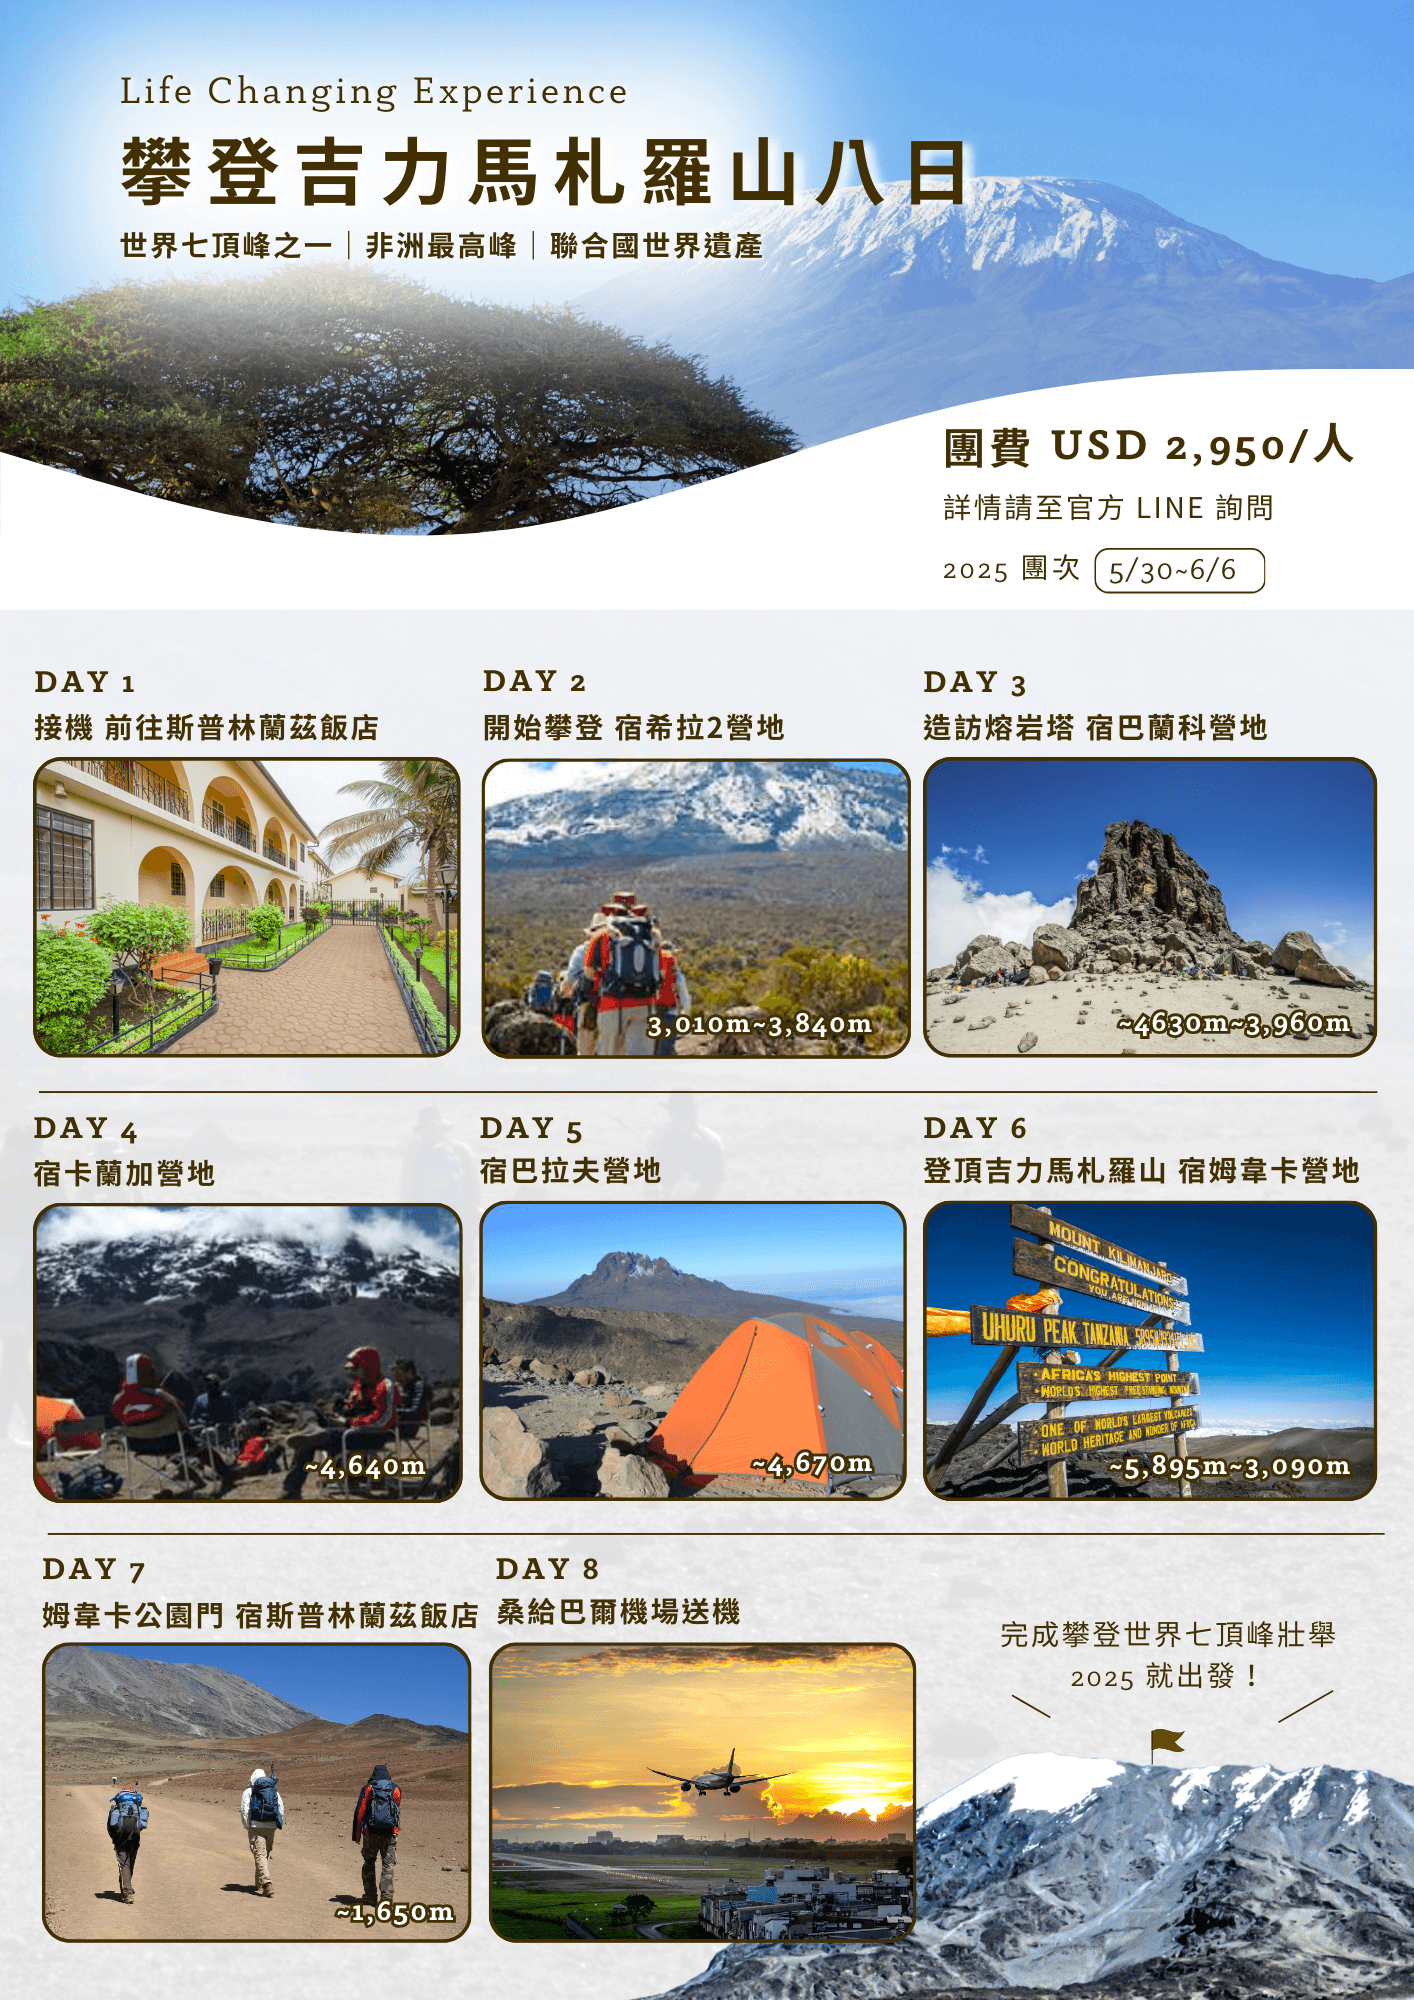 Life Changing Experience
攀登吉力馬札羅山八日
世界七頂峰之一｜非洲最高峰｜聯合國世界遺產
團費 USD 2,950/人
詳情請至官方 LINE 詢問
2025 團次 5/30~6/6
DAY 1
接機 前往斯普林蘭茲飯店
DAY 2
開始攀登 宿希拉2營地
3,010m~3,840m
DAY 3
造訪熔岩塔 宿巴蘭科營地
~4630m~3,960m
DAY 4
宿卡蘭加營地
~4,640m
DAY 5
宿巴拉夫營地
~4,670m
DAY 6
登頂吉力馬札羅山 宿姆韋卡營地
MOUNT KILIMANJARO
CONGRATULATIONS
YOU ARE NOW AT
UHURU PEAK TANZANIA 5895M
• AFRICA'S HIGHEST POINT
• WORLD'S HIGHEST FREE STANDING MOUNTAIN
• ONE OF WORLD'S LARGEST VOLCANOES
• WORLD HERITAGE AND WONDER OF AFRICA
~5,895m~3,090m
DAY 7
姆韋卡公園門 宿斯普林蘭茲飯店
~1,650m
DAY 8
桑給巴爾機場送機
完成攀登世界七頂峰壯舉
2025 就出發！